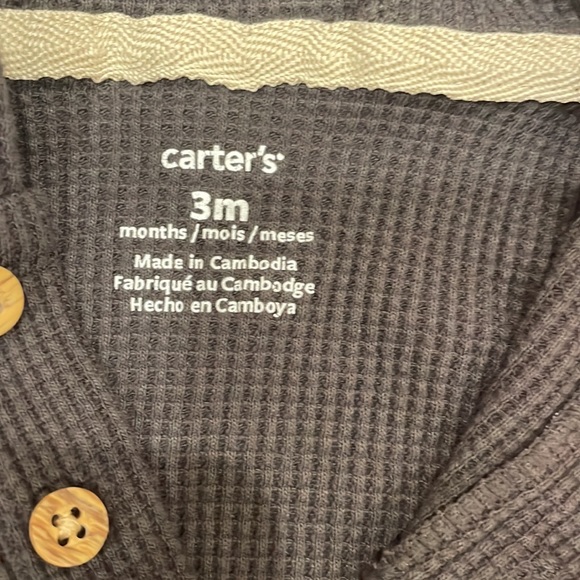 carter's
3m
months/mois/meses
Made in Cambodia
Fabriqué au Cambodge
Hecho en Camboya